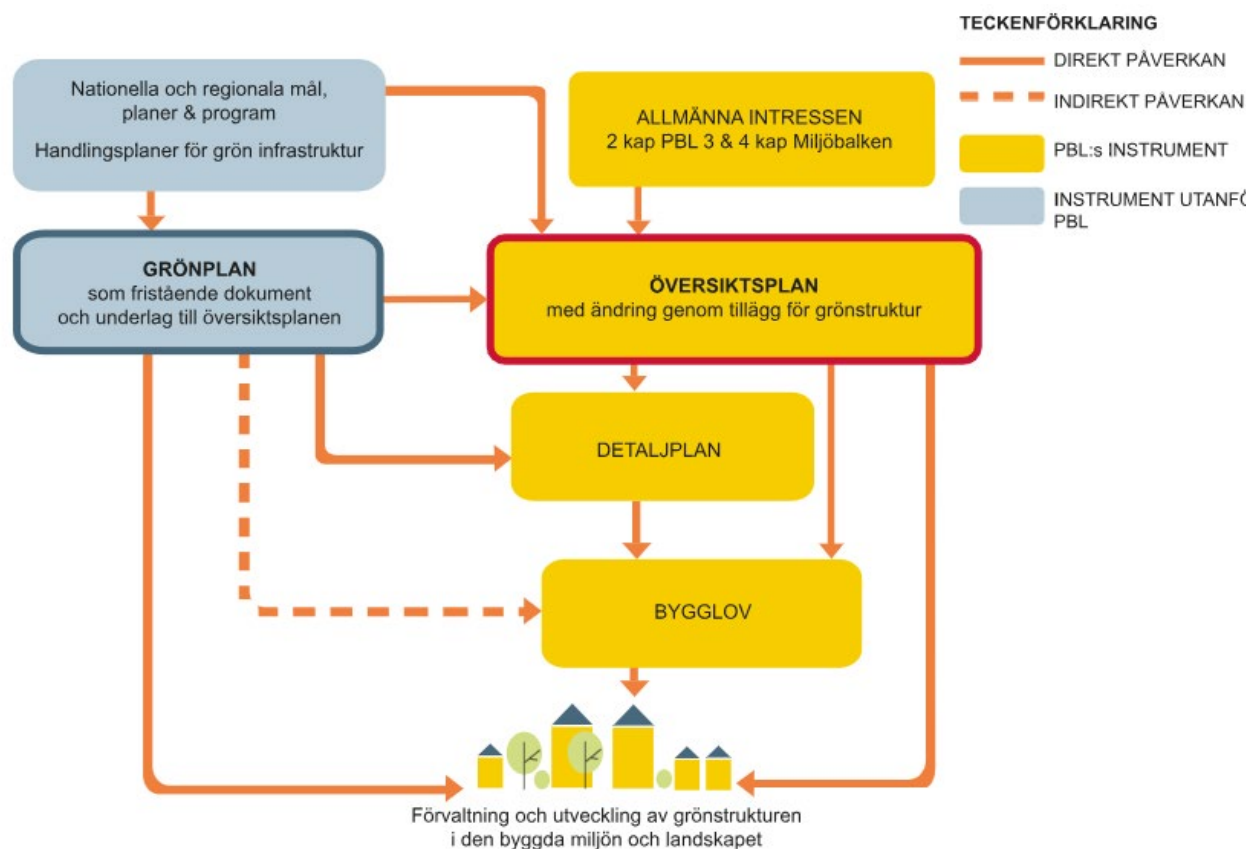 TECKENFÖRKLARING
DIREKT PÅVERKAN
INDIREKT PÅVERKAN
PBL:s INSTRUMENT
INSTRUMENT UTANFÖ
PBL
Nationella och regionala mål,
planer & program
Handlingsplaner för grön infrastruktur
ALLMÄNNA INTRESSEN
2 kap PBL 3 & 4 kap Miljöbalken
GRÖNPLAN
som fristående dokument
och underlag till översiktsplanen
ÖVERSIKTSPLAN
med ändring genom tillägg för grönstruktur
DETALJPLAN
BYGGLOV
Förvaltning och utveckling av grönstrukturen
i den byggda miljön och landskapet